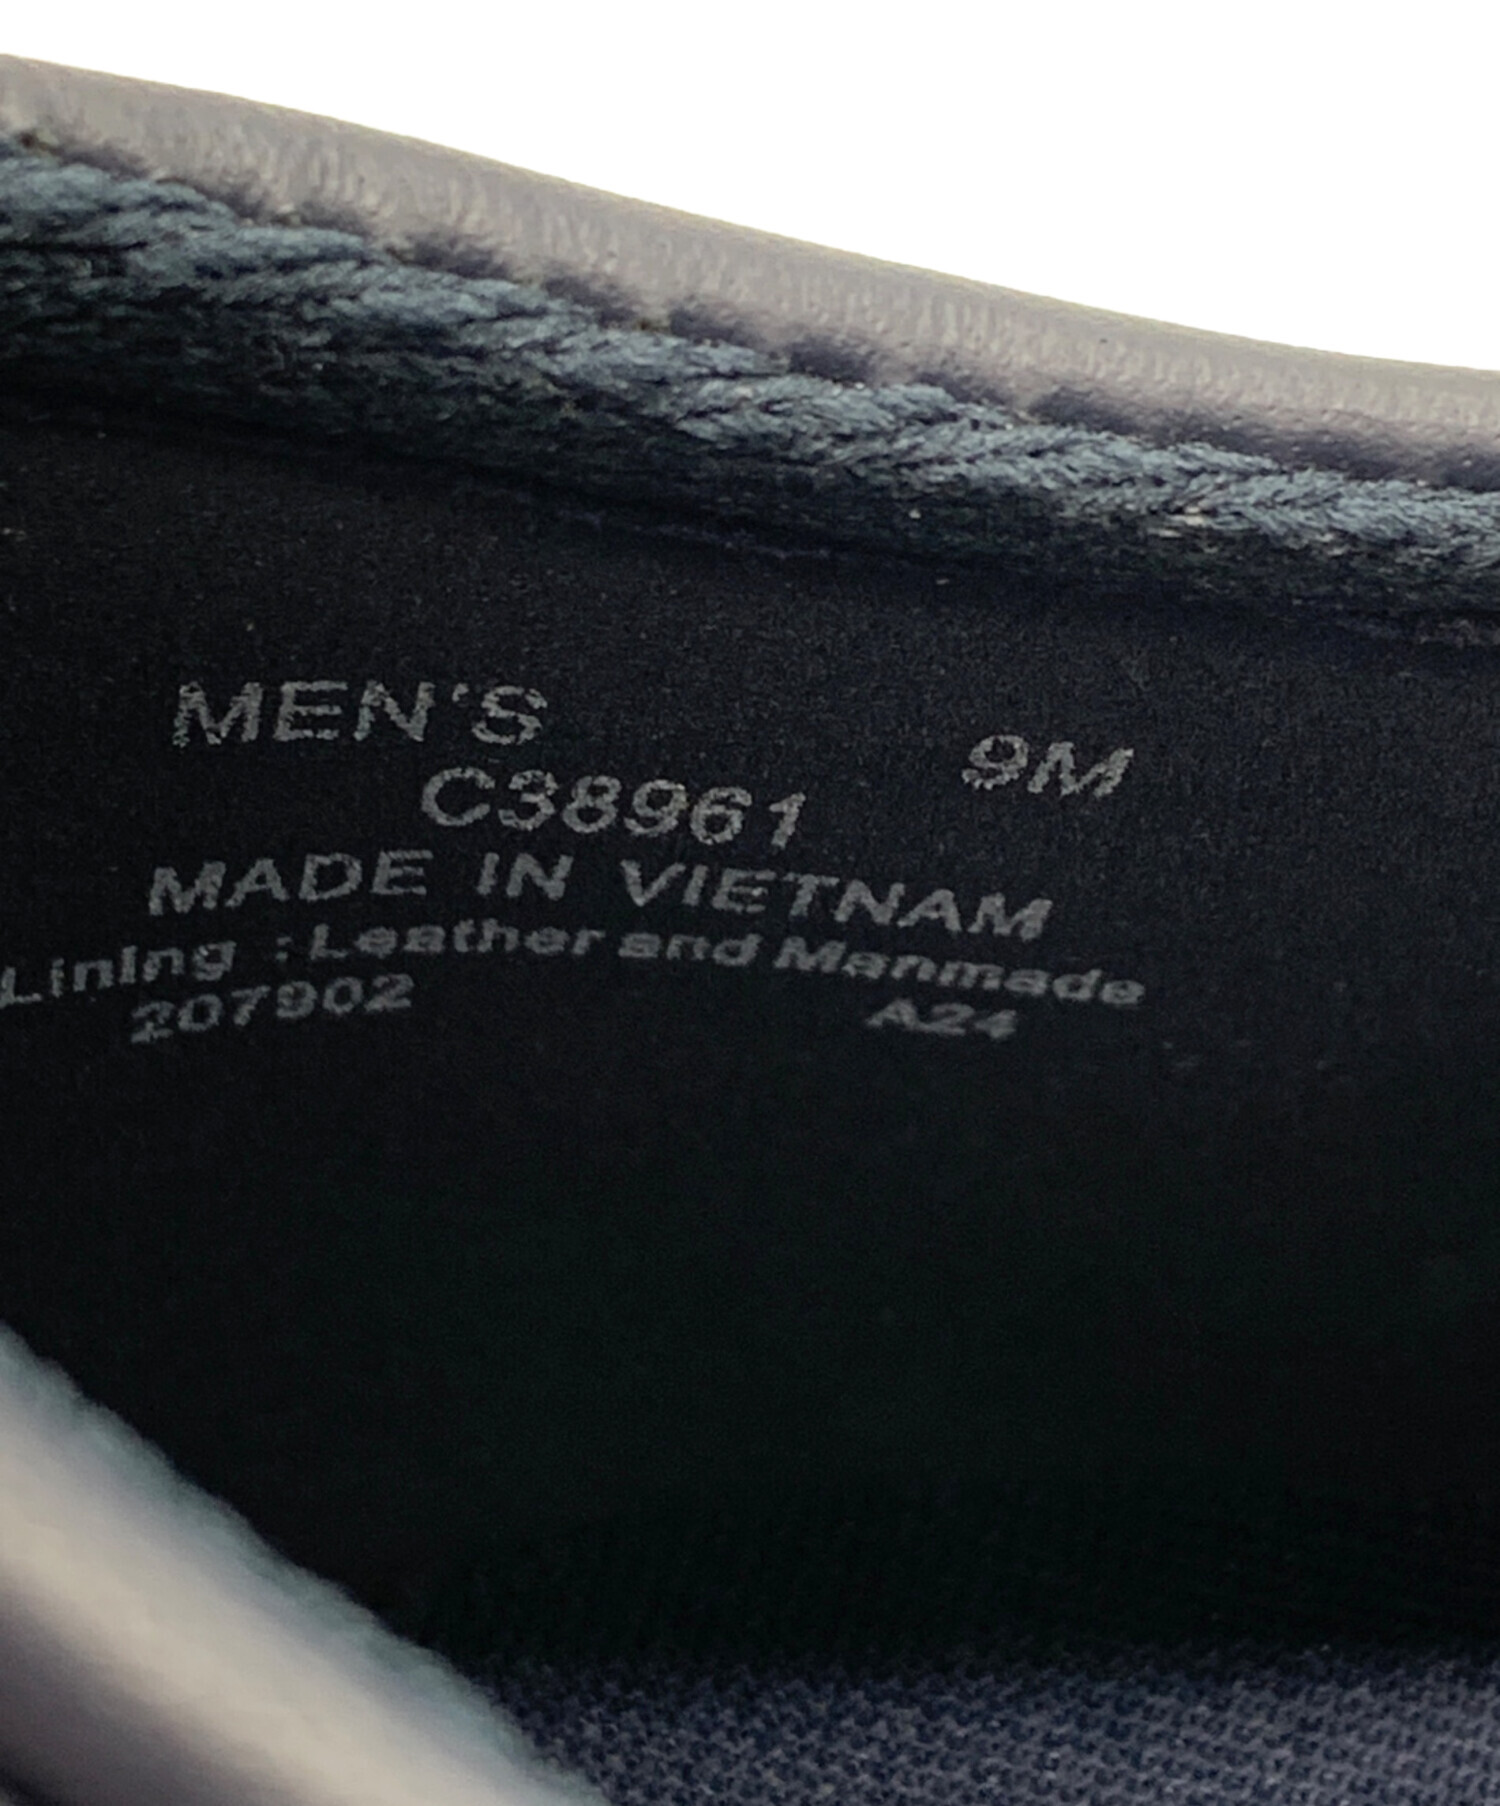 MEN'S 9M
C38961
MADE IN VIETNAM
Lining : Leather and Manmade
207902 A24